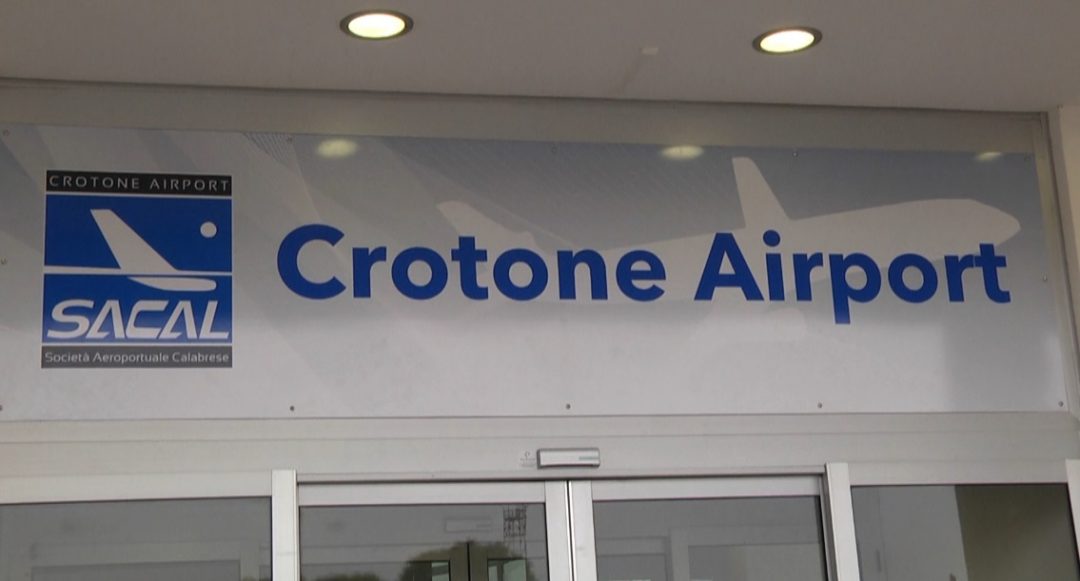 CROTONE AIRPORT
SACAL
Società Aeroportuale Calabrese
Crotone Airport